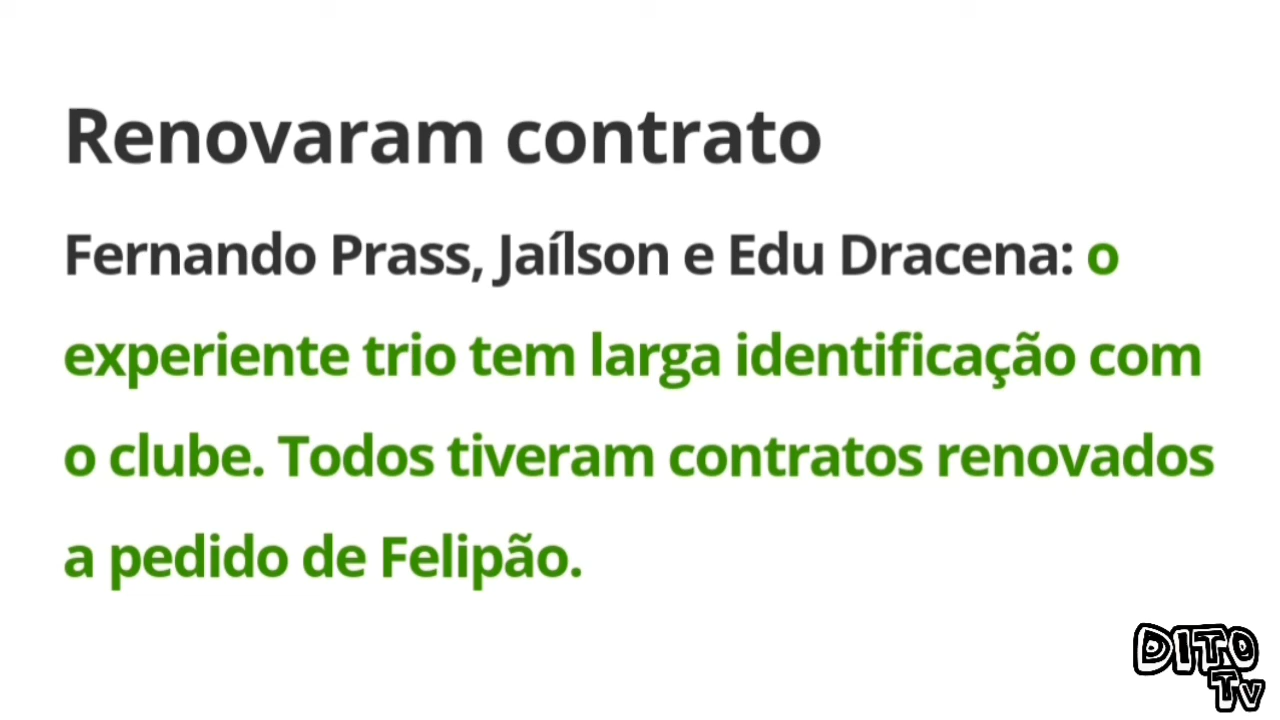 Renovaram contrato
Fernando Prass, Jaílson e Edu Dracena: o
experiente trio tem larga identificação com
o clube. Todos tiveram contratos renovados
a pedido de Felipão.
DITO
Tv